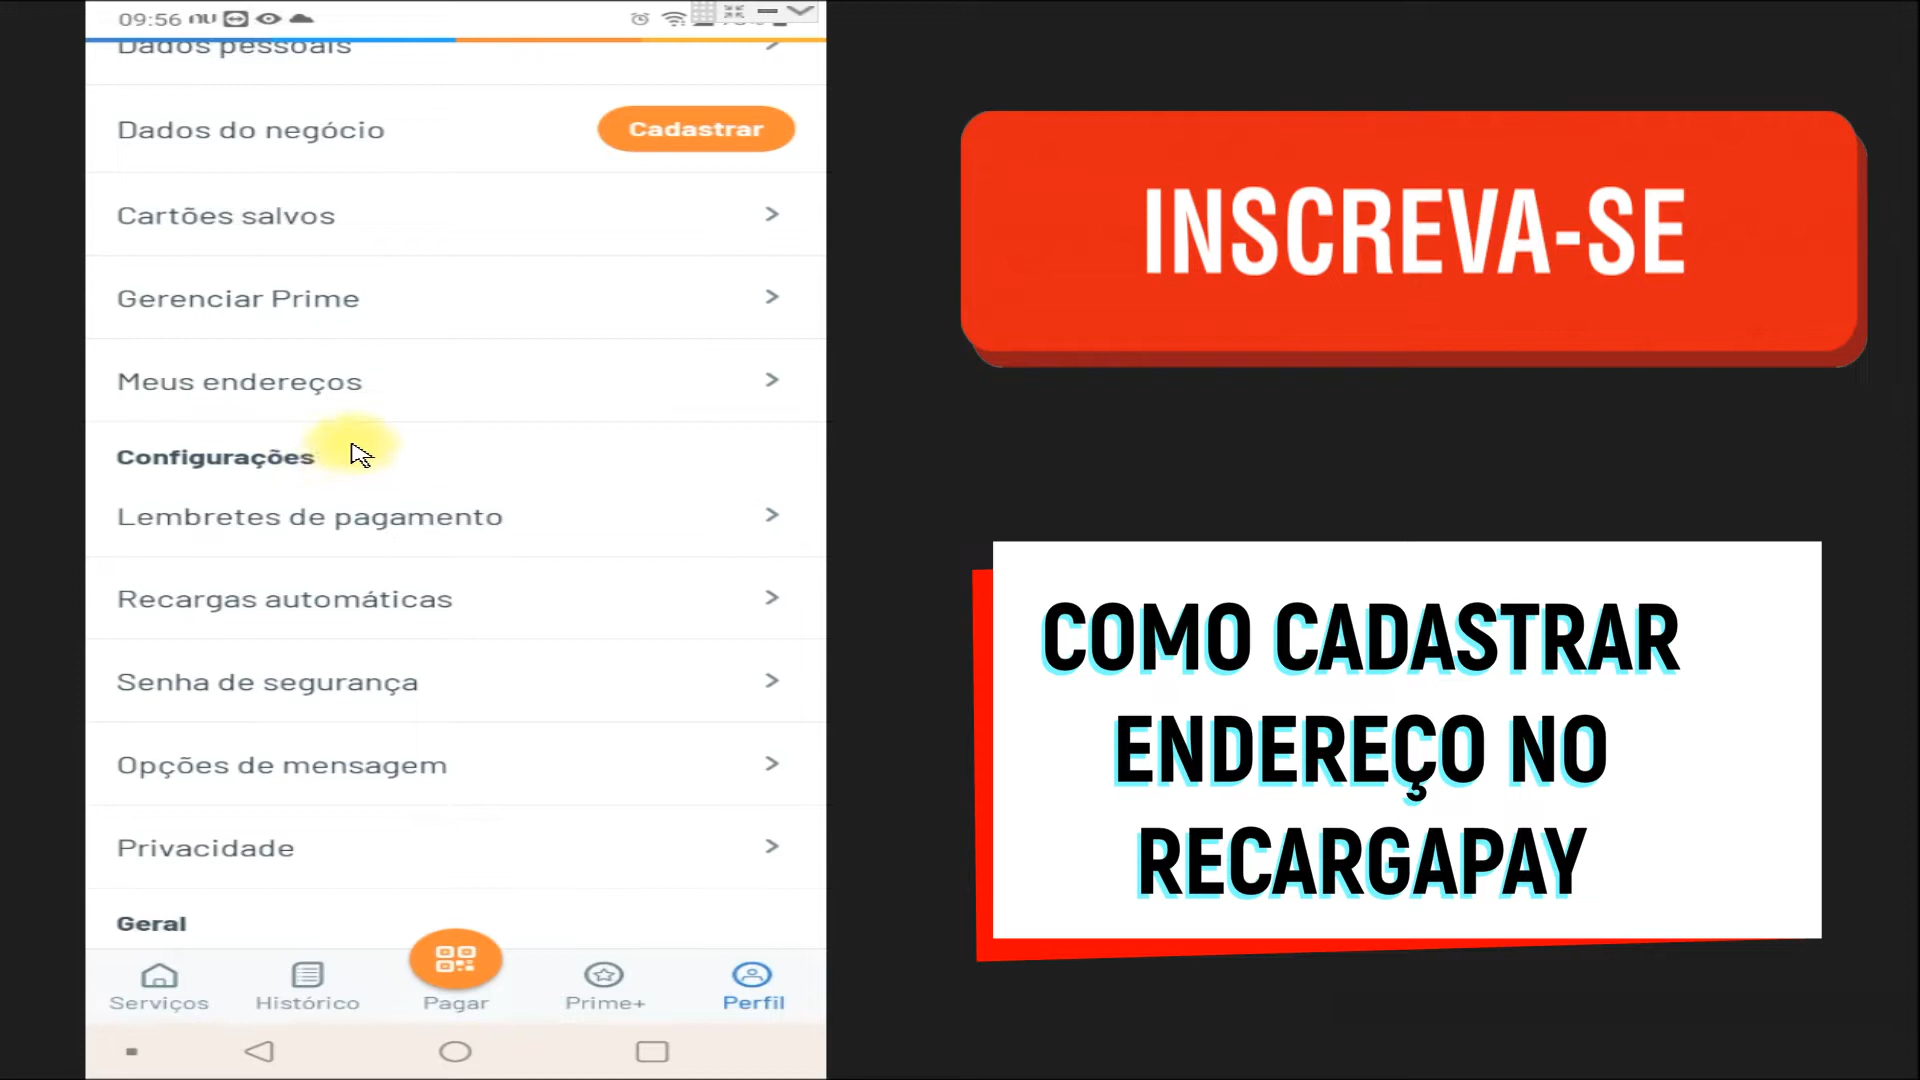 09:56
Dados pessoais
Dados do negócio
Cadastrar
Cartões salvos
Gerenciar Prime
Meus endereços
Configurações
Lembretes de pagamento
Recargas automáticas
Senha de segurança
Opções de mensagem
Privacidade
Geral
Serviços
Histórico
Pagar
Prime+
Perfil
INSCREVA-SE
COMO CADASTRAR
ENDEREÇO NO
RECARGAPAY